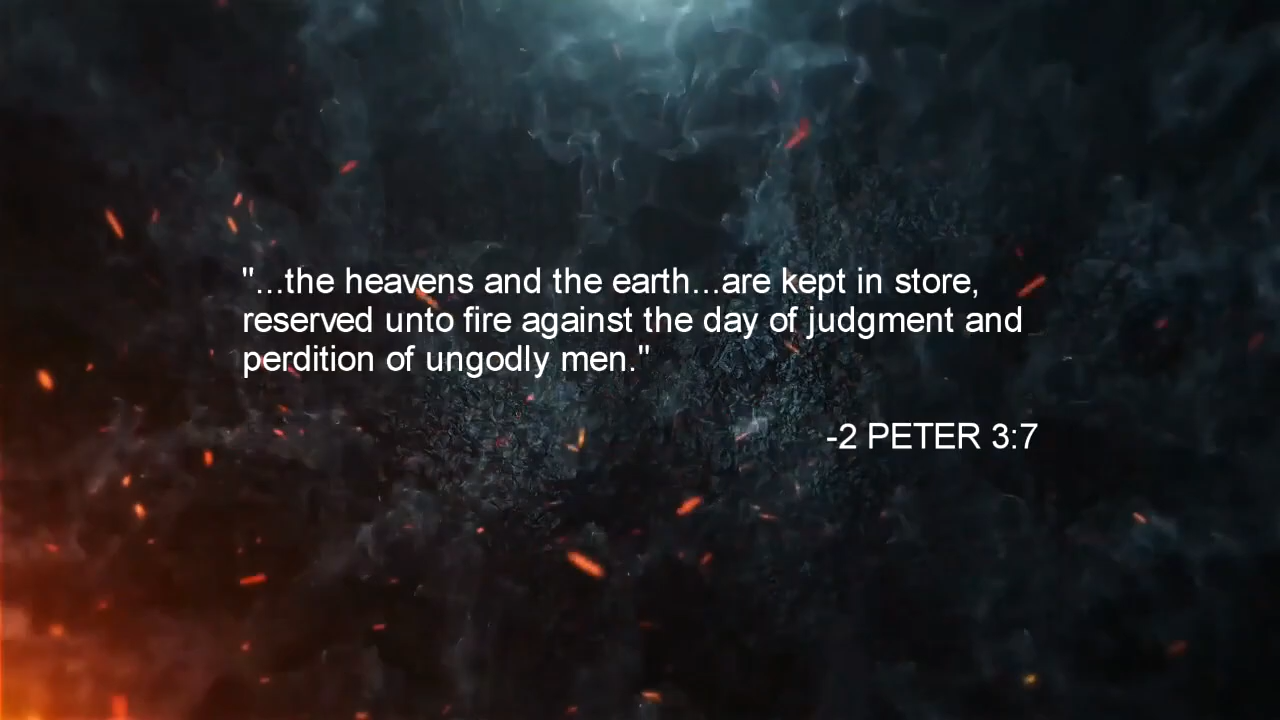 "...the heavens and the earth...are kept in store,
reserved unto fire against the day of judgment and
perdition of ungodly men."
-2 PETER 3:7